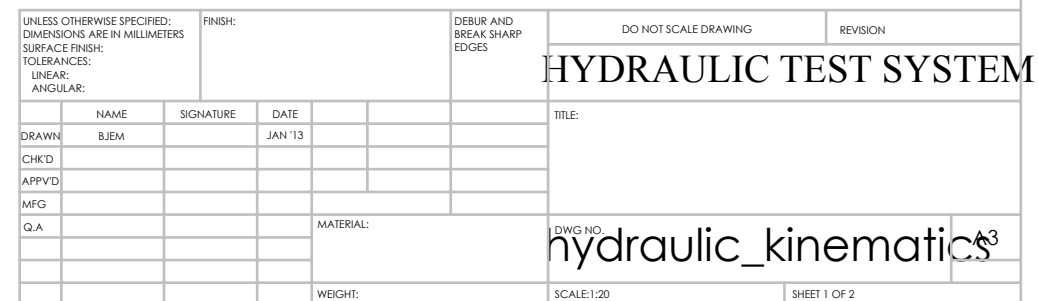 UNLESS OTHERWISE SPECIFIED:
DIMENSIONS ARE IN MILLIMETERS
SURFACE FINISH:
TOLERANCES:
LINEAR:
ANGULAR:
FINISH:
DEBUR AND
BREAK SHARP
EDGES
DO NOT SCALE DRAWING
REVISION
HYDRAULIC TEST SYSTEM
NAME SIGNATURE DATE
TITLE:
DRAWN BJEM JAN '13
CHK'D
APPV'D
MFG
Q.A
MATERIAL:
DWG NO.
hydraulic_kinematics
A3
WEIGHT:
SCALE:1:20
SHEET 1 OF 2